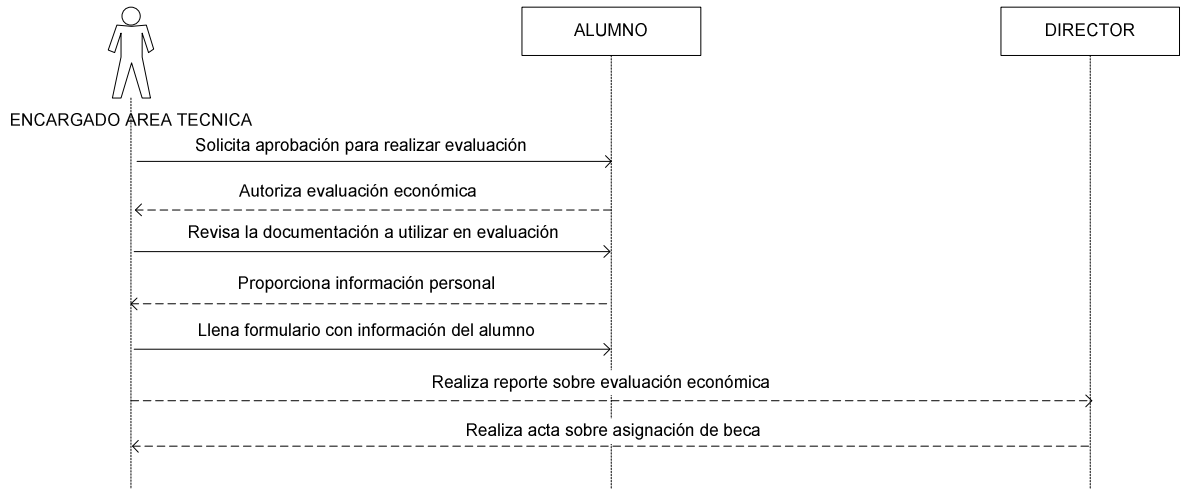 ALUMNO
DIRECTOR
ENCARGADO AREA TECNICA
Solicita aprobación para realizar evaluación
Autoriza evaluación económica
Revisa la documentación a utilizar en evaluación
Proporciona información personal
Llena formulario con información del alumno
Realiza reporte sobre evaluación económica
Realiza acta sobre asignación de beca